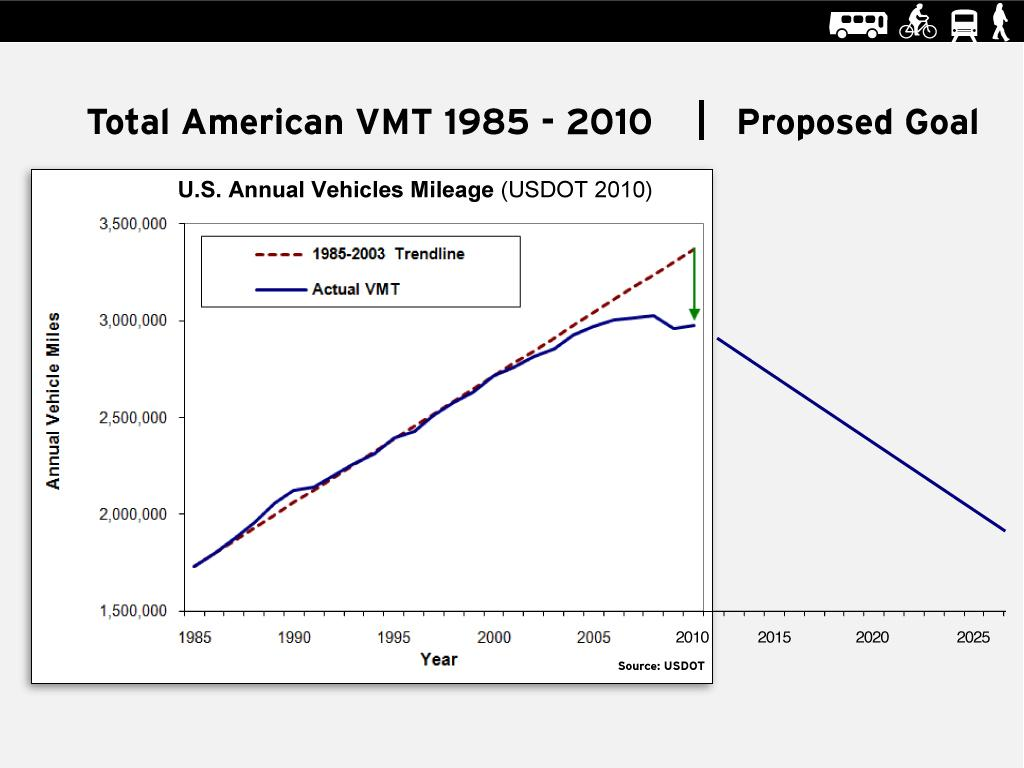 Total American VMT 1985 - 2010 | Proposed Goal
U.S. Annual Vehicles Mileage (USDOT 2010)
3,500,000
3,000,000
2,500,000
2,000,000
1,500,000
Annual Vehicle Miles
1985-2003 Trendline
Actual VMT
1985 1990 1995 2000 2005 2010 2015 2020 2025
Year
Source: USDOT